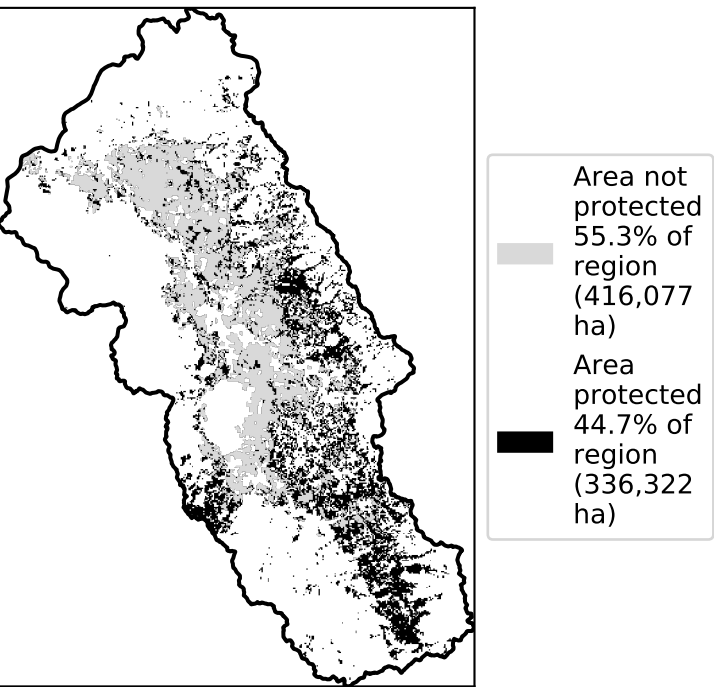 Area not
protected
55.3% of
region
(416,077
ha)
Area
protected
44.7% of
region
(336,322
ha)